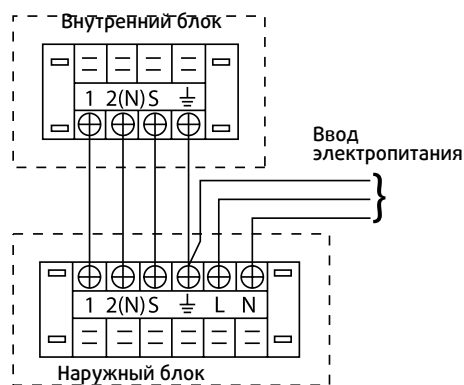 Внутренний блок
1 2(N) S ⏚
Ввод
электропитания
1 2(N) S ⏚ L N
Наружный блок